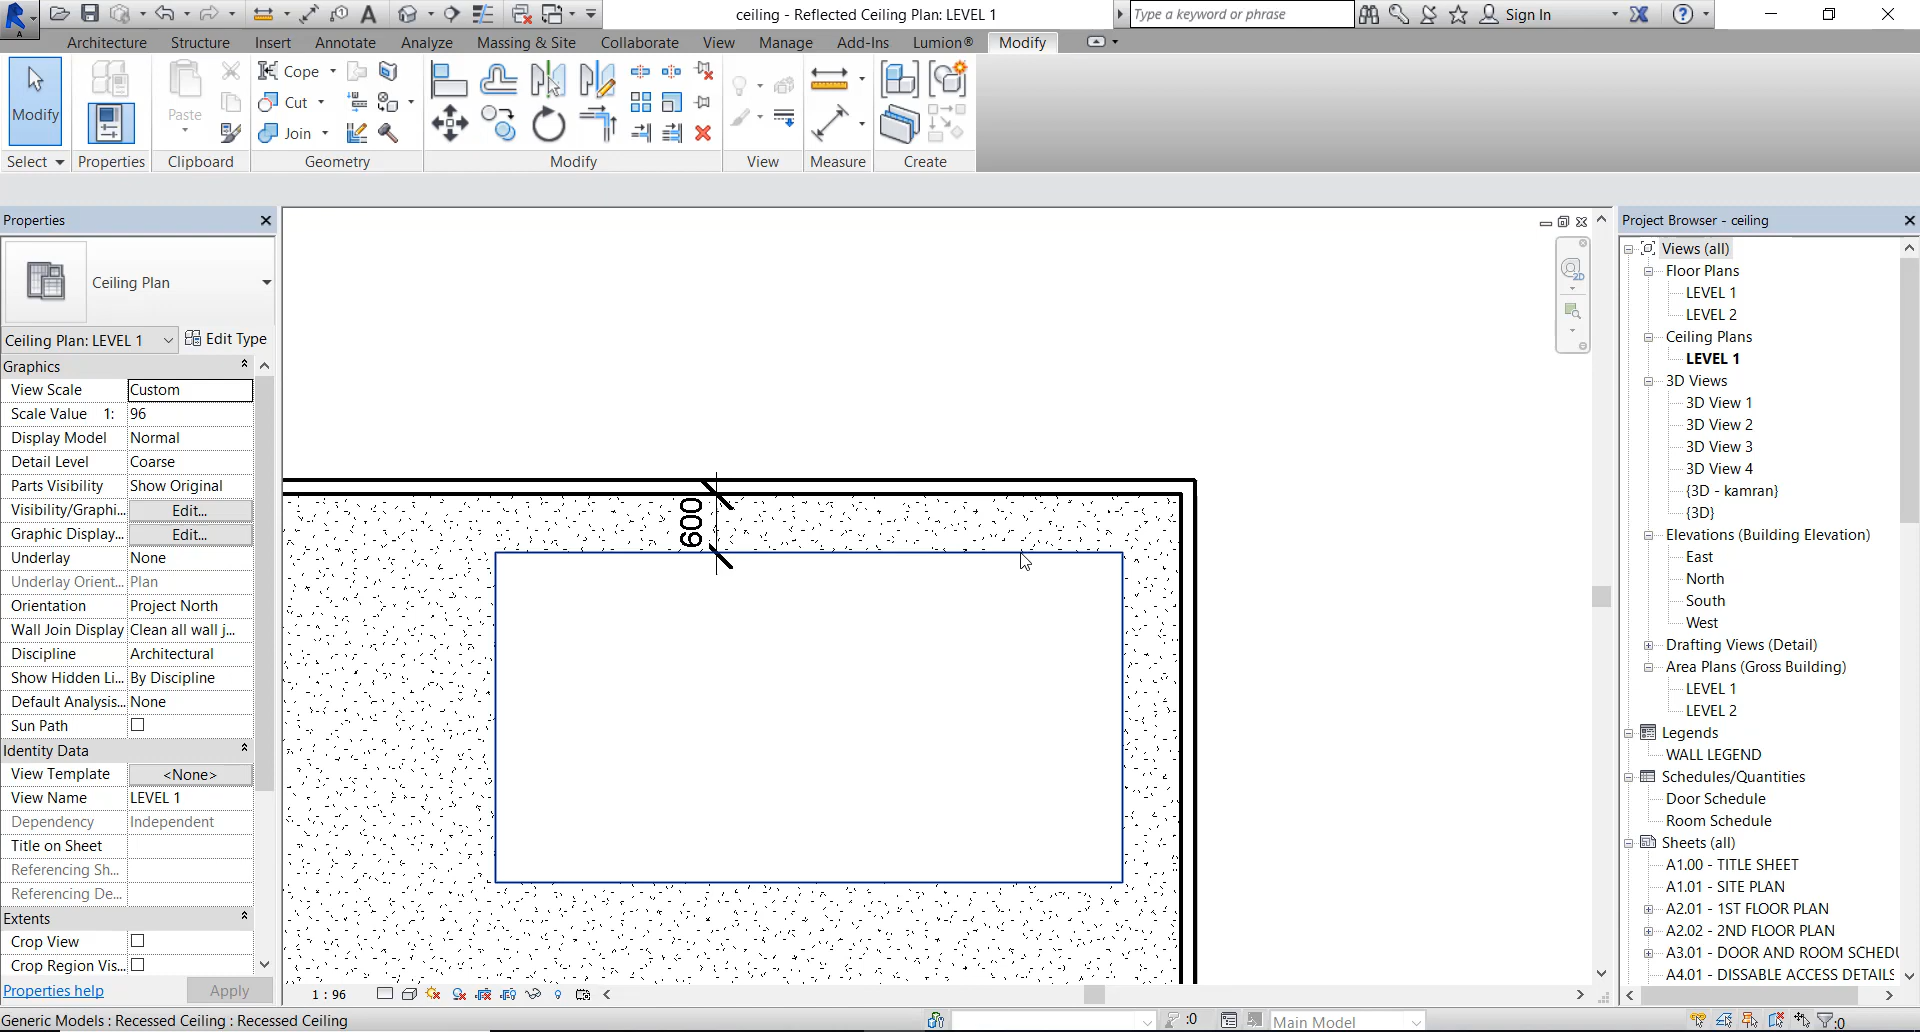 ceiling - Reflected Ceiling Plan: LEVEL 1
Type a keyword or phrase
Sign In
Architecture Structure Insert Annotate Analyze Massing & Site Collaborate View Manage Add-Ins Lumion® Modify
Modify
Paste
Cope
Cut
Join
Select Properties Clipboard Geometry Modify View Measure Create
Properties
Ceiling Plan
Ceiling Plan: LEVEL 1
Edit Type
Graphics
View Scale Custom
Scale Value 1: 96
Display Model Normal
Detail Level Coarse
Parts Visibility Show Original
Visibility/Graphi... Edit...
Graphic Display... Edit...
Underlay None
Underlay Orient... Plan
Orientation Project North
Wall Join Display Clean all wall j...
Discipline Architectural
Show Hidden Li... By Discipline
Default Analysis... None
Sun Path
Identity Data
View Template <None>
View Name LEVEL 1
Dependency Independent
Title on Sheet
Referencing Sh...
Referencing De...
Extents
Crop View
Crop Region Vis...
Properties help
Apply
600
2D
1 : 96
Project Browser - ceiling
Views (all)
Floor Plans
LEVEL 1
LEVEL 2
Ceiling Plans
LEVEL 1
3D Views
3D View 1
3D View 2
3D View 3
3D View 4
{3D - kamran}
{3D}
Elevations (Building Elevation)
East
North
South
West
Drafting Views (Detail)
Area Plans (Gross Building)
LEVEL 1
LEVEL 2
Legends
WALL LEGEND
Schedules/Quantities
Door Schedule
Room Schedule
Sheets (all)
A1.00 - TITLE SHEET
A1.01 - SITE PLAN
A2.01 - 1ST FLOOR PLAN
A2.02 - 2ND FLOOR PLAN
A3.01 - DOOR AND ROOM SCHEDU
A4.01 - DISSABLE ACCESS DETAILS
Generic Models : Recessed Ceiling : Recessed Ceiling
:0
Main Model
:0